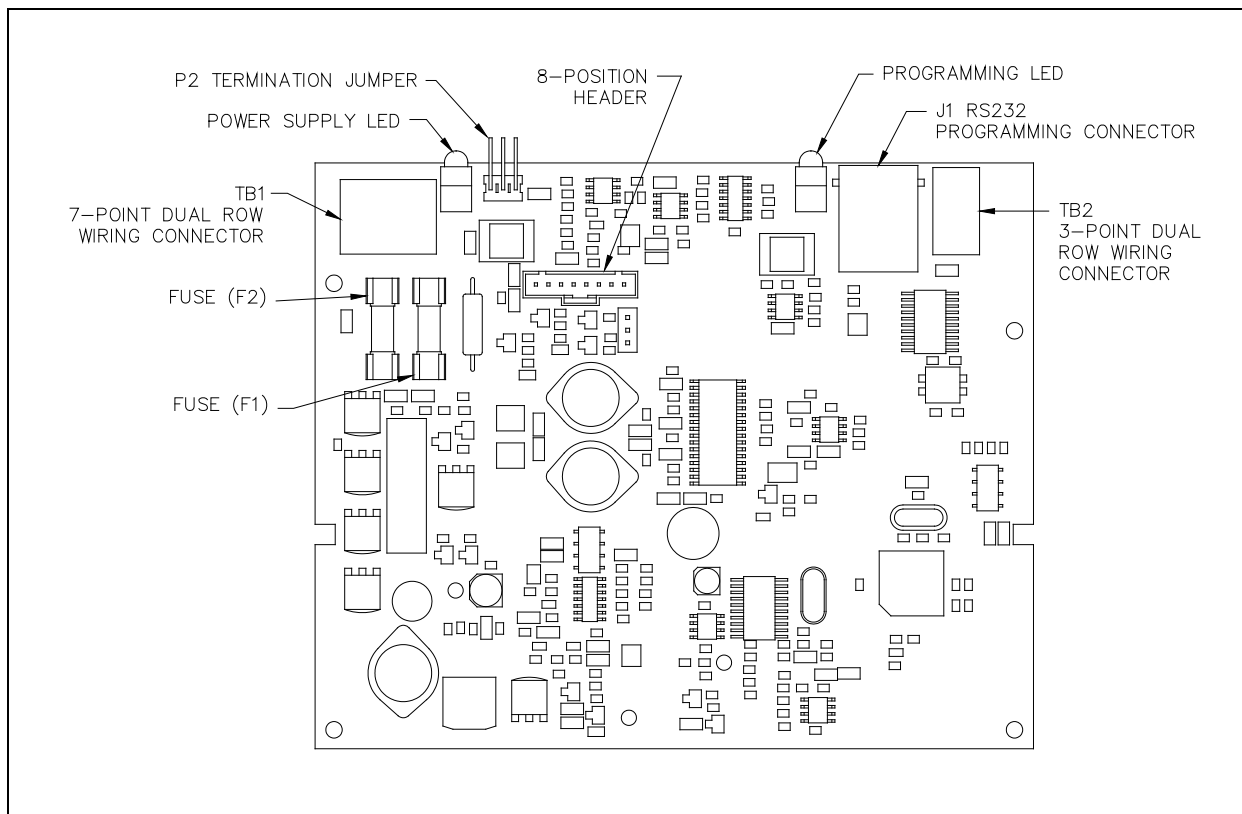 P2 TERMINATION JUMPER
POWER SUPPLY LED
TB1
7-POINT DUAL ROW
WIRING CONNECTOR
FUSE (F2)
FUSE (F1)
8-POSITION
HEADER
PROGRAMMING LED
J1 RS232
PROGRAMMING CONNECTOR
TB2
3-POINT DUAL
ROW WIRING
CONNECTOR